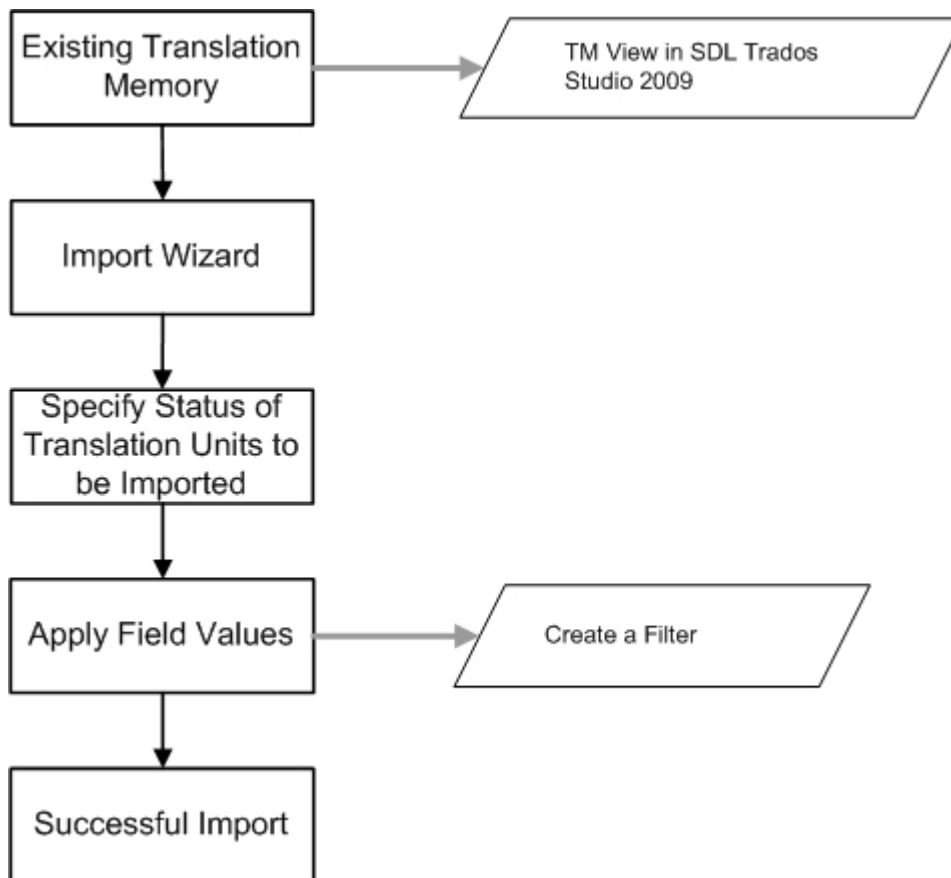 Existing Translation
Memory
TM View in SDL Trados
Studio 2009
Import Wizard
Specify Status of
Translation Units to
be Imported
Apply Field Values
Create a Filter
Successful Import